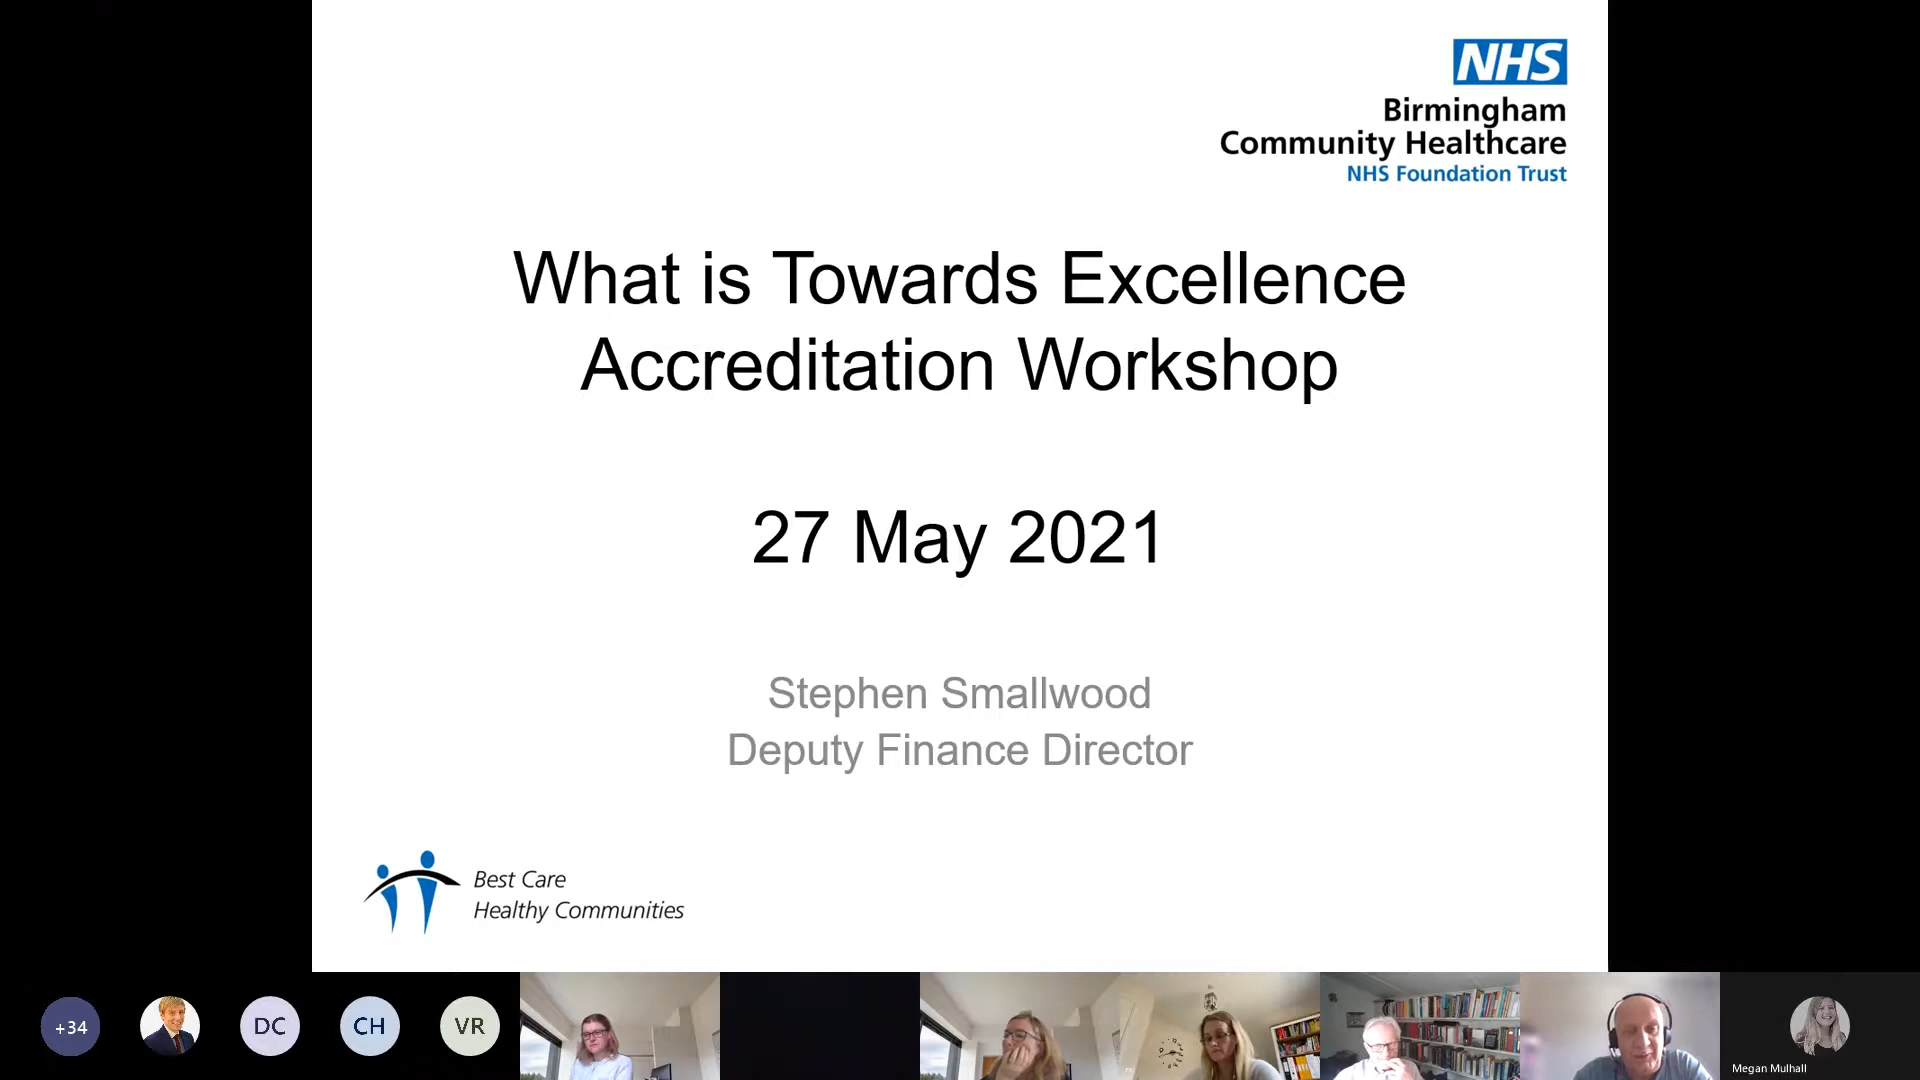 NHS
Birmingham
Community Healthcare
NHS Foundation Trust
What is Towards Excellence
Accreditation Workshop
27 May 2021
Stephen Smallwood
Deputy Finance Director
Best Care
Healthy Communities
+34
DC
CH
VR
Megan Mulhall